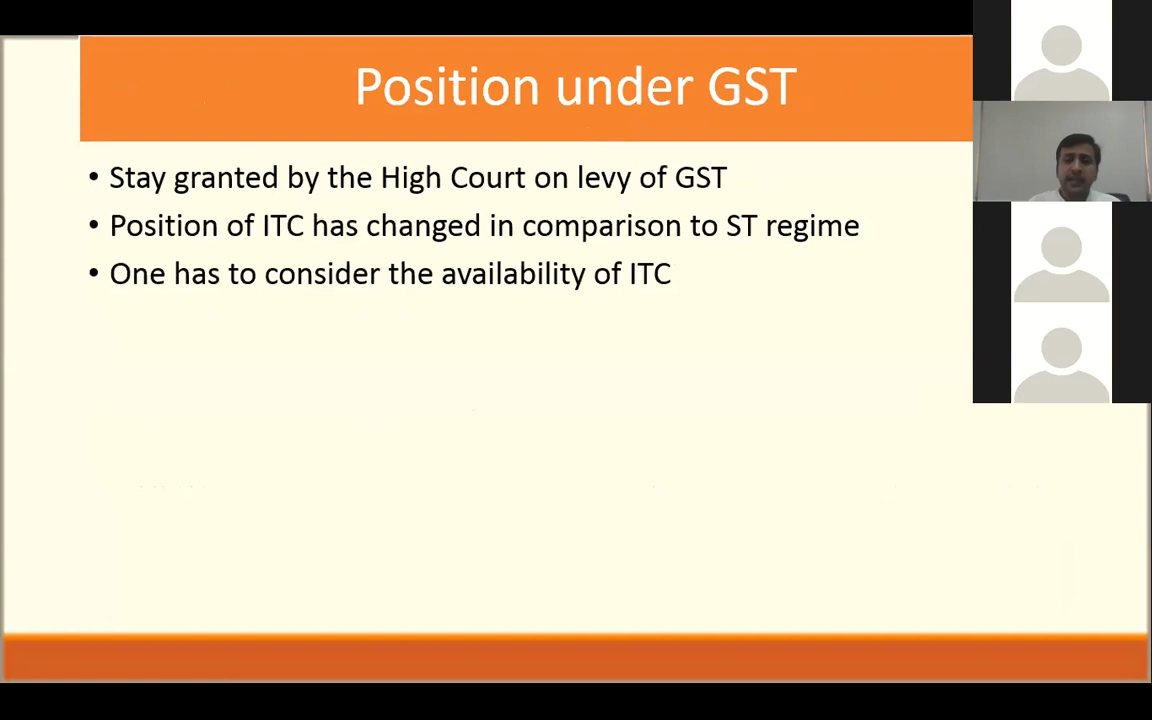 Position under GST
• Stay granted by the High Court on levy of GST
• Position of ITC has changed in comparison to ST regime
• One has to consider the availability of ITC